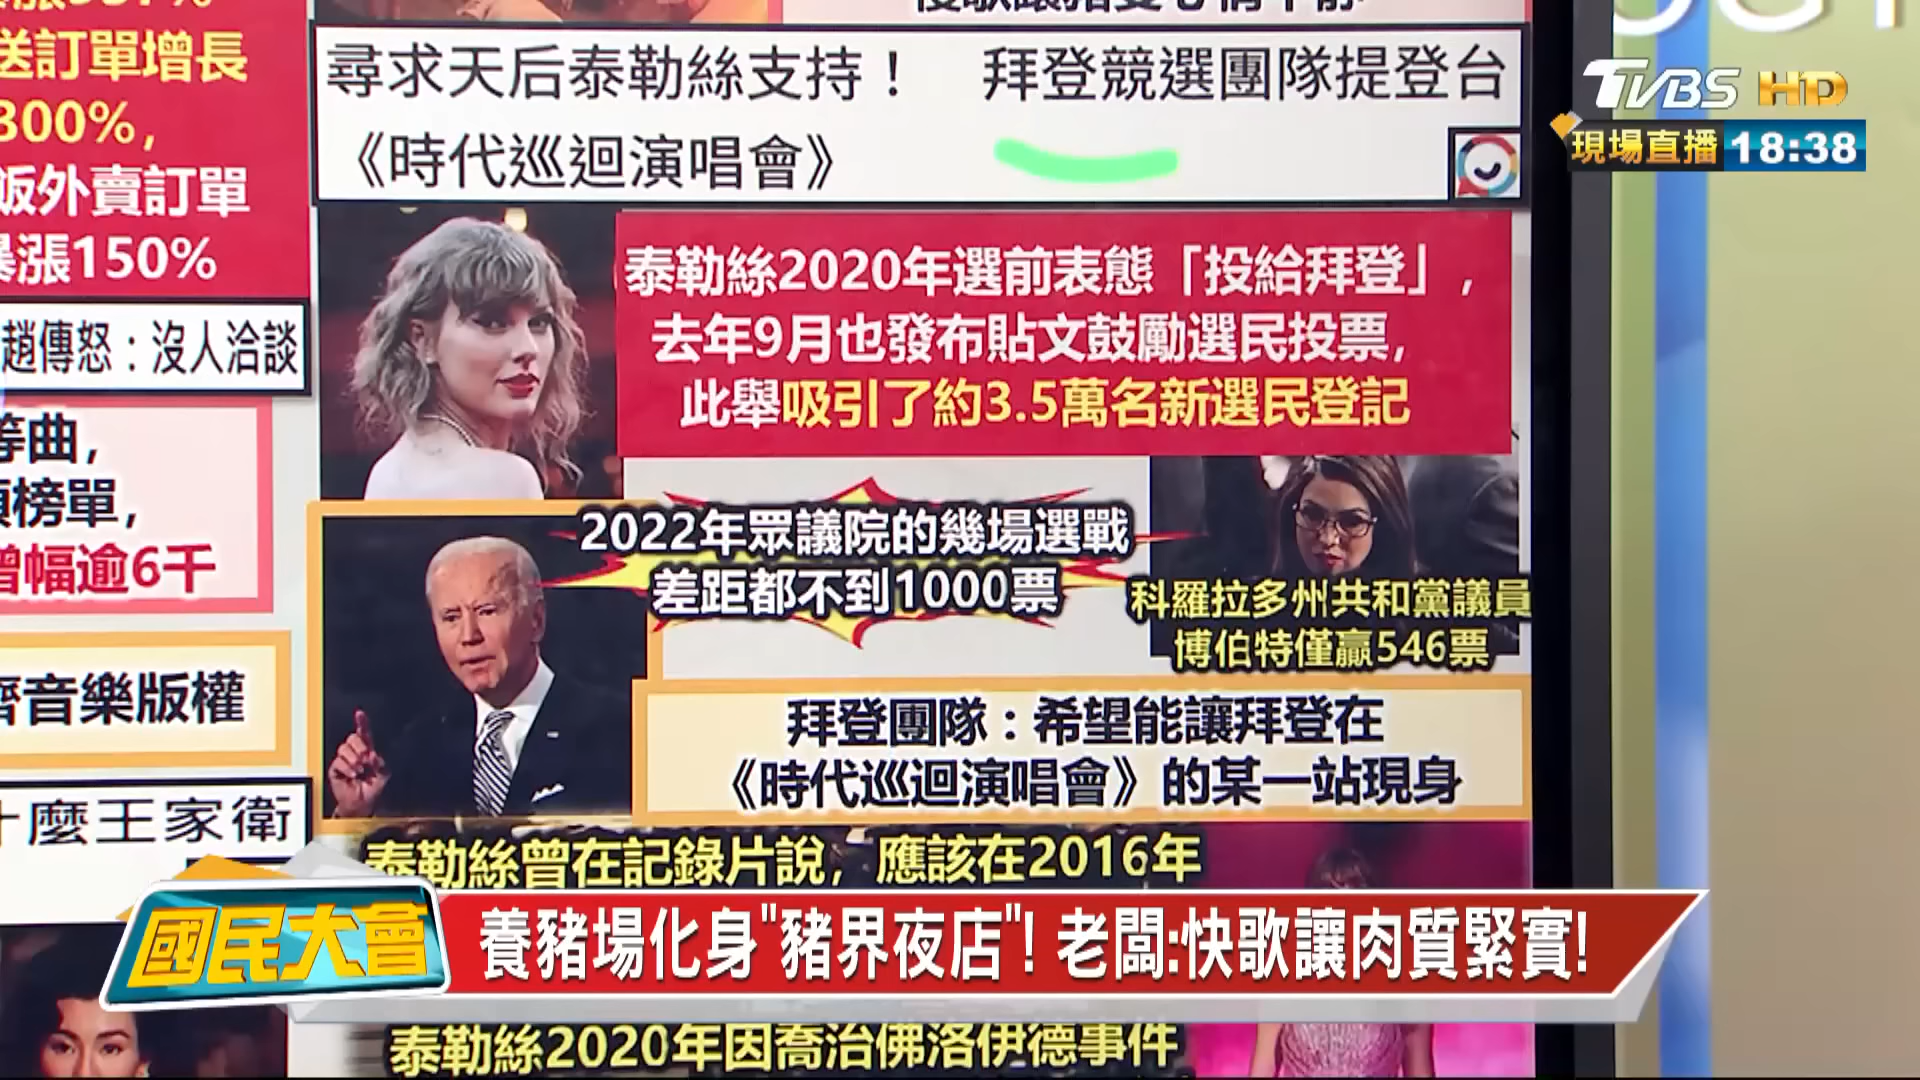 送訂單增長
300%，
飯外賣訂單
暴漲150%
趙傳怒：沒人洽談
等曲，
榜單，
增幅逾6千
音樂版權
什麼王家衛
尋求天后泰勒絲支持！ 拜登競選團隊提登台
《時代巡迴演唱會》
泰勒絲2020年選前表態「投給拜登」，
去年9月也發布貼文鼓勵選民投票，
此舉吸引了約3.5萬名新選民登記
2022年眾議院的幾場選戰
差距都不到1000票
科羅拉多州共和黨議員
博伯特僅贏546票
拜登團隊：希望能讓拜登在
《時代巡迴演唱會》的某一站現身
泰勒絲曾在記錄片說，應該在2016年
泰勒絲2020年因喬治佛洛伊德事件
TVBS HD
現場直播 18:38
國民大會
養豬場化身"豬界夜店"! 老闆:快歌讓肉質緊實!